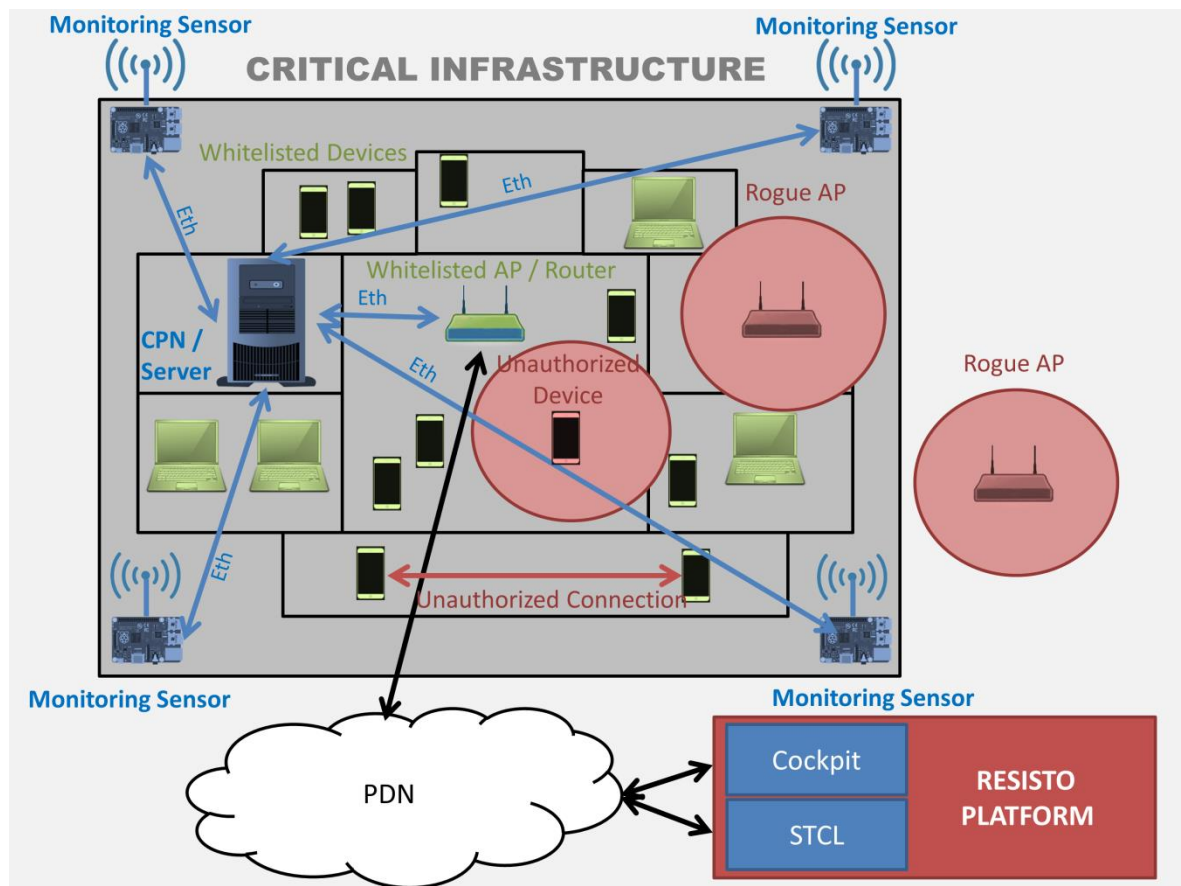 Monitoring Sensor
Monitoring Sensor
CRITICAL INFRASTRUCTURE
Whitelisted Devices
Eth
Rogue AP
Eth
Whitelisted AP / Router
Eth
CPN /
Server
Eth
Unauthorized
Device
Rogue AP
Eth
Unauthorized Connection
Monitoring Sensor
Monitoring Sensor
PDN
Cockpit
STCL
RESISTO
PLATFORM